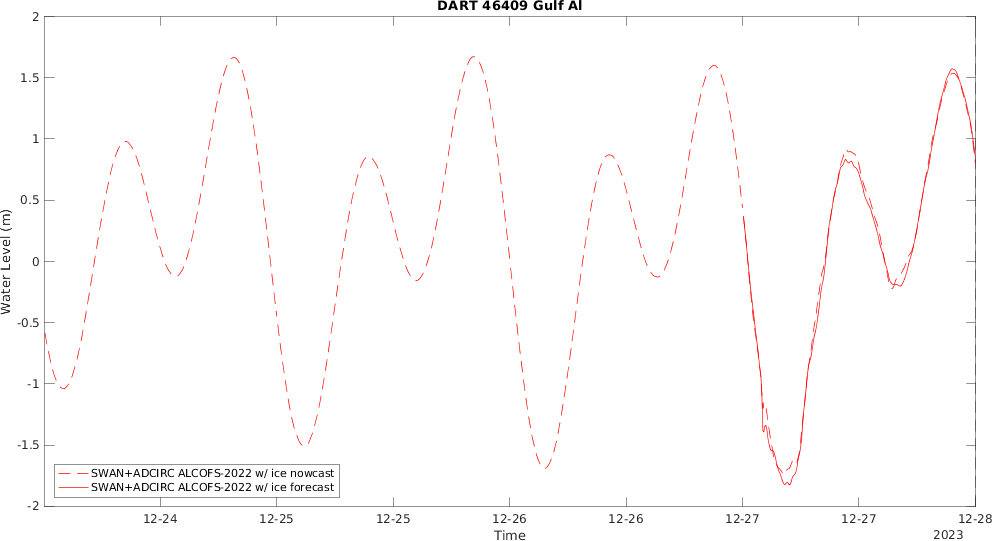 DART 46409 Gulf Al
2
1.5
1
0.5
0
-0.5
-1
-1.5
-2
Water Level (m)
SWAN+ADCIRC ALCOFS-2022 w/ ice nowcast
SWAN+ADCIRC ALCOFS-2022 w/ ice forecast
12-24 12-25 12-25 12-26 12-26 12-27 12-27 12-28
Time
2023